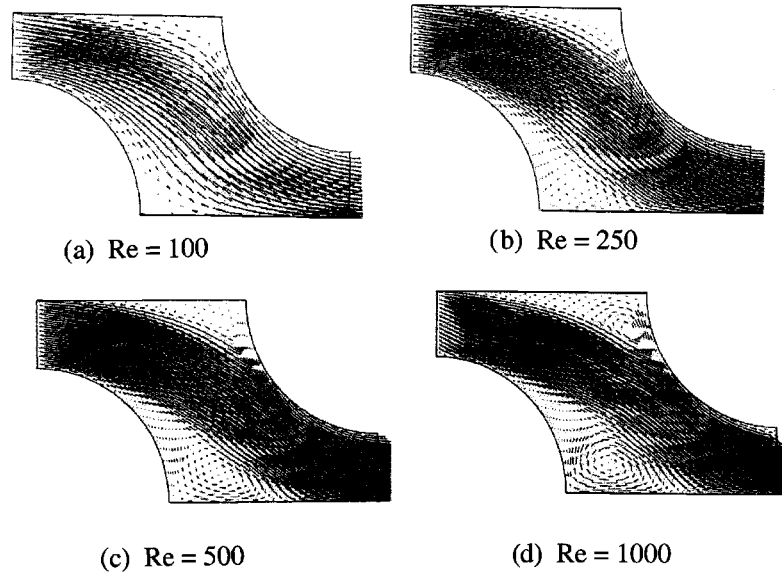 (a) Re = 100
(b) Re = 250
(c) Re = 500
(d) Re = 1000